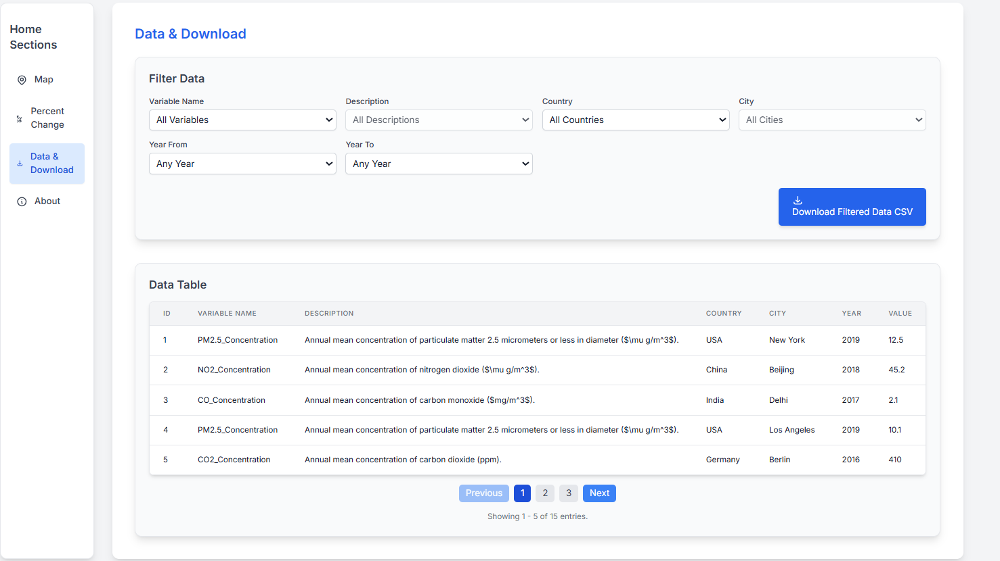 Home
Sections
Map
Percent
Change
Data &
Download
About
Data & Download
Filter Data
Variable Name Description Country City
All Variables All Descriptions All Countries All Cities
Year From Year To
Any Year Any Year
Download Filtered Data CSV
Data Table
ID VARIABLE NAME DESCRIPTION COUNTRY CITY YEAR VALUE
1 PM2.5_Concentration Annual mean concentration of particulate matter 2.5 micrometers or less in diameter ($\mu g/m^3$). USA New York 2019 12.5
2 NO2_Concentration Annual mean concentration of nitrogen dioxide ($\mu g/m^3$). China Beijing 2018 45.2
3 CO_Concentration Annual mean concentration of carbon monoxide ($mg/m^3$). India Delhi 2017 2.1
4 PM2.5_Concentration Annual mean concentration of particulate matter 2.5 micrometers or less in diameter ($\mu g/m^3$). USA Los Angeles 2019 10.1
5 CO2_Concentration Annual mean concentration of carbon dioxide (ppm). Germany Berlin 2016 410
Previous 1 2 3 Next
Showing 1 - 5 of 15 entries.